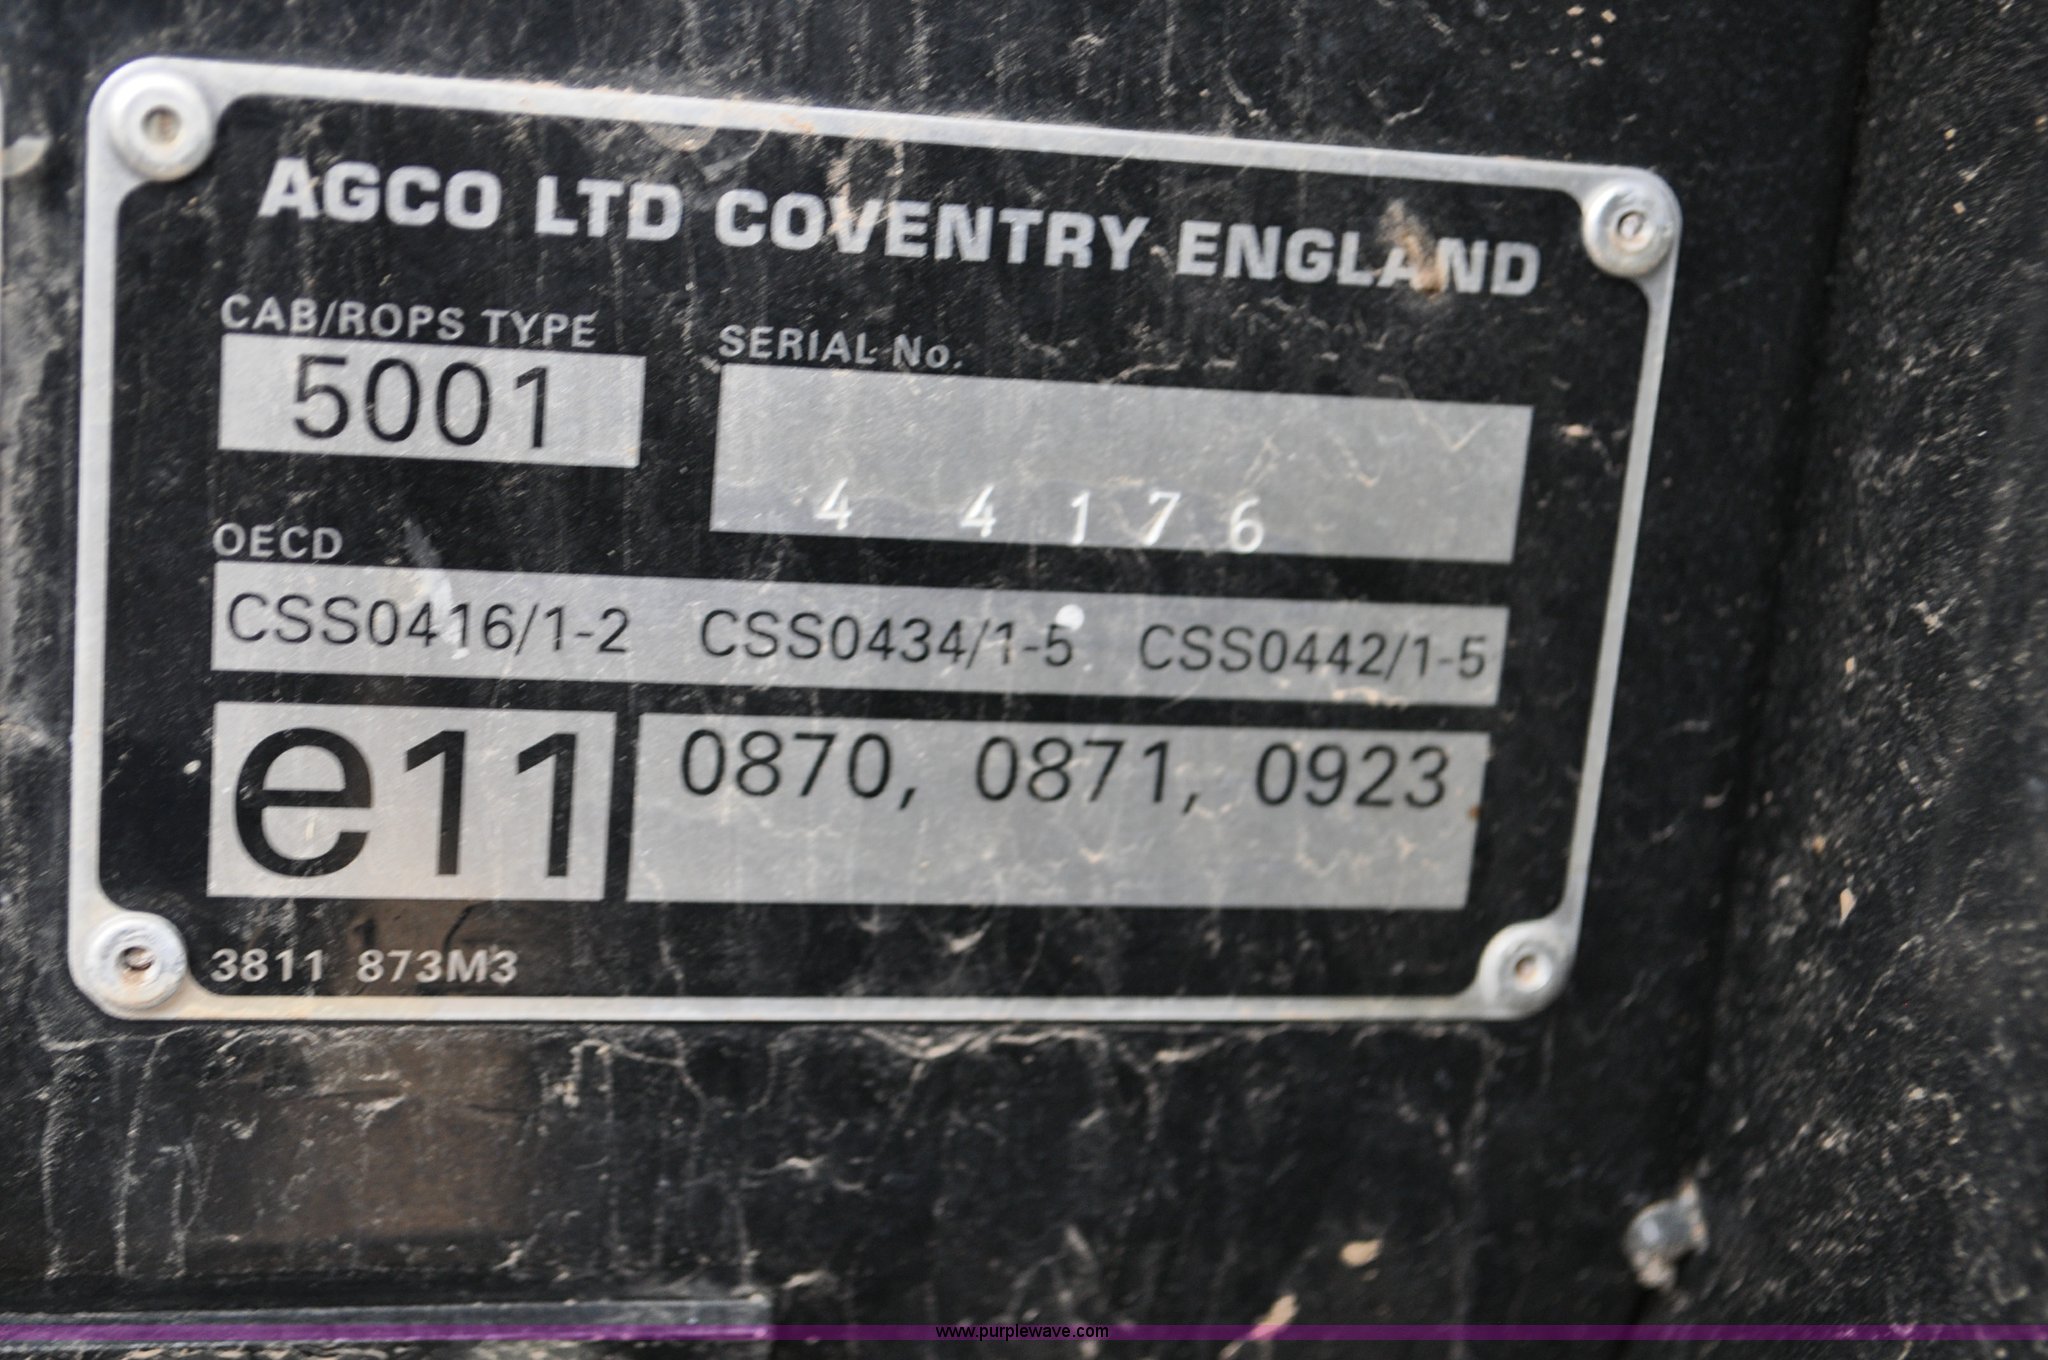 AGCO LTD COVENTRY ENGLAND
CAB/ROPS TYPE
5001
SERIAL No.
4 4176
OECD
CSS0416/1-2 CSS0434/1-5 CSS0442/1-5
e11
0870, 0871, 0923
3811 873M3
www.purplewave.com